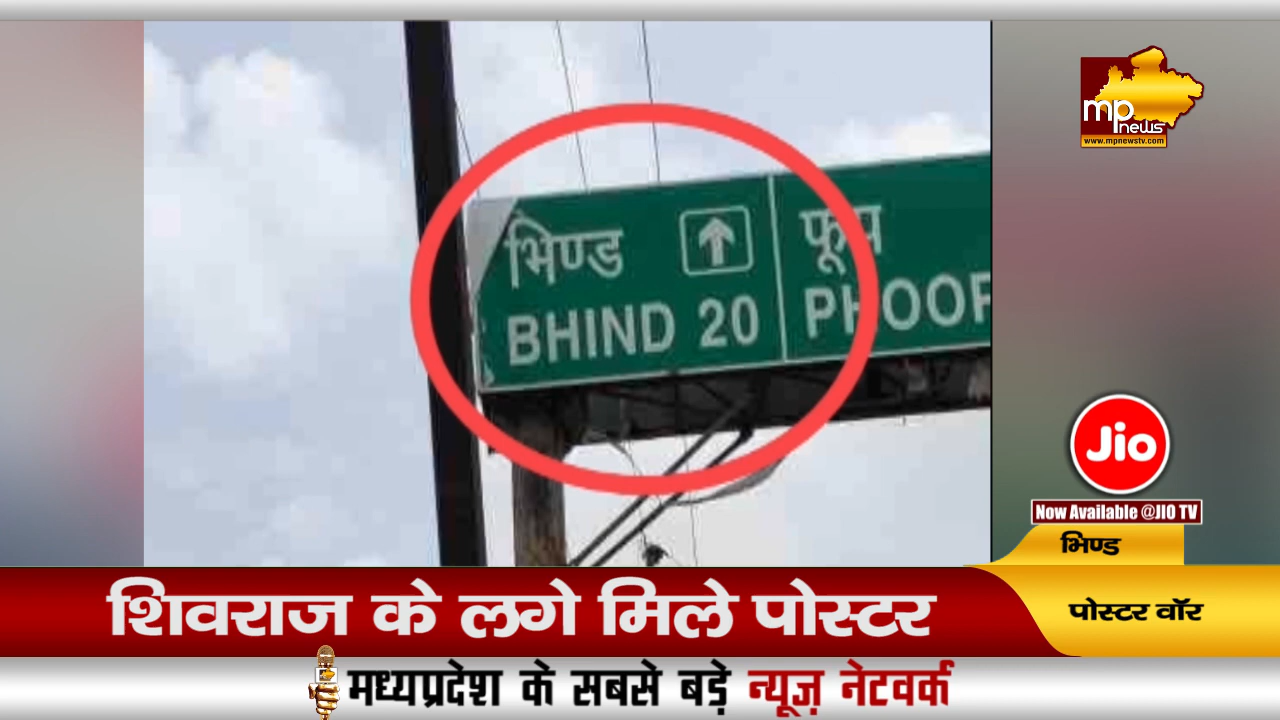 mp
news
www.mpnewstv.com
भिण्ड
BHIND 20
फूप
PHOOP
Jio
Now Available @JIO TV
भिण्ड
शिवराज के लगे मिले पोस्टर
पोस्टर वॉर
मध्यप्रदेश के सबसे बड़े न्यूज़ नेटवर्क